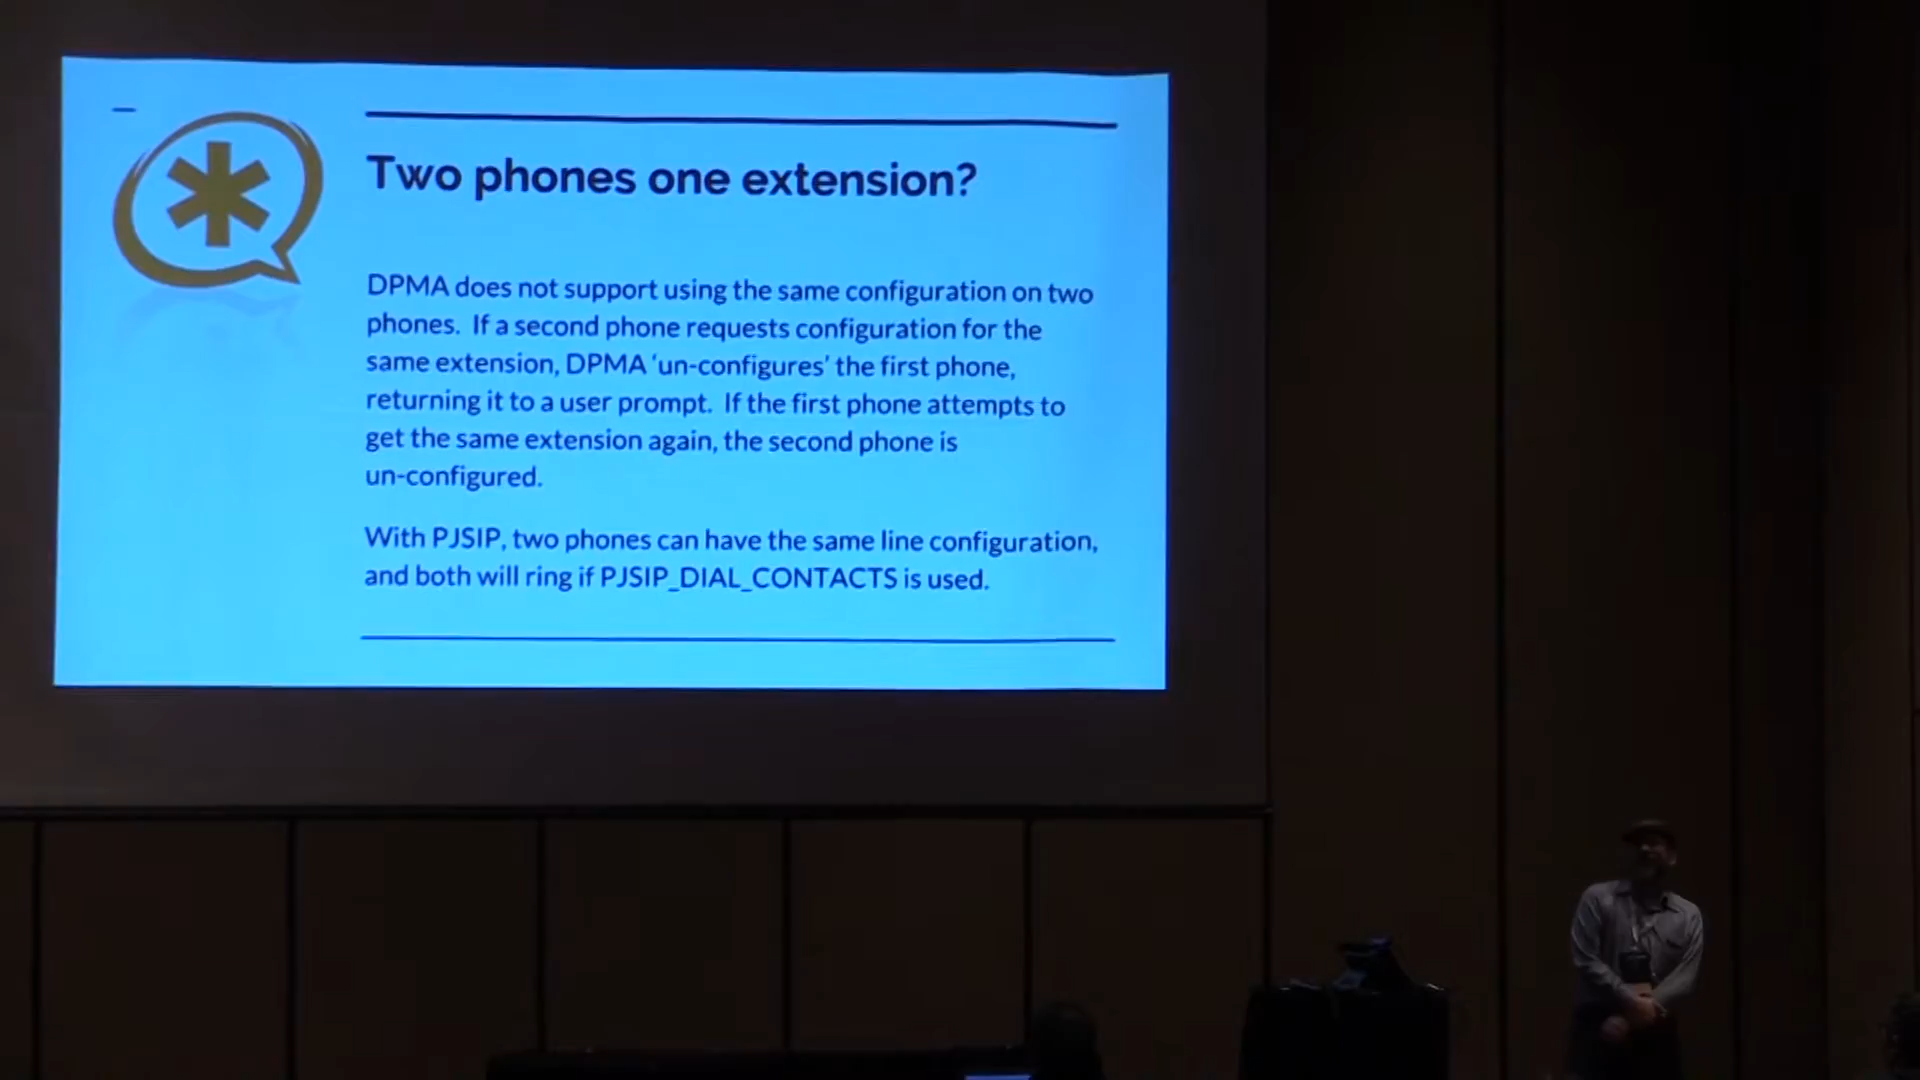 Two phones one extension?
DPMA does not support using the same configuration on two
phones.  If a second phone requests configuration for the
same extension, DPMA ‘un-configures’ the first phone,
returning it to a user prompt.  If the first phone attempts to
get the same extension again, the second phone is
un-configured.
With PJSIP, two phones can have the same line configuration,
and both will ring if PJSIP_DIAL_CONTACTS is used.